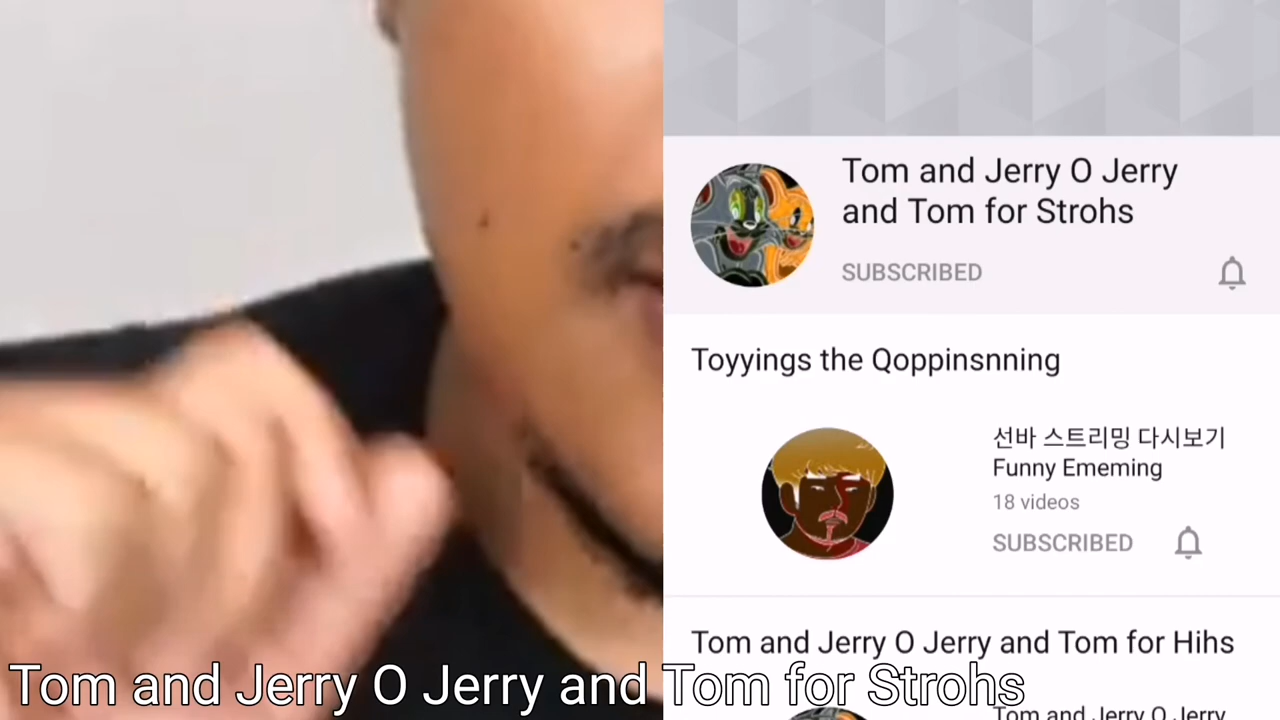 Tom and Jerry O Jerry
and Tom for Strohs
SUBSCRIBED
Toyyings the Qoppinsnning
선바 스트리밍 다시보기
Funny Ememing
18 videos
SUBSCRIBED
Tom and Jerry O Jerry and Tom for Hihs
Tom and Jerry O Jerry
Tom and Jerry O Jerry and Tom for Strohs